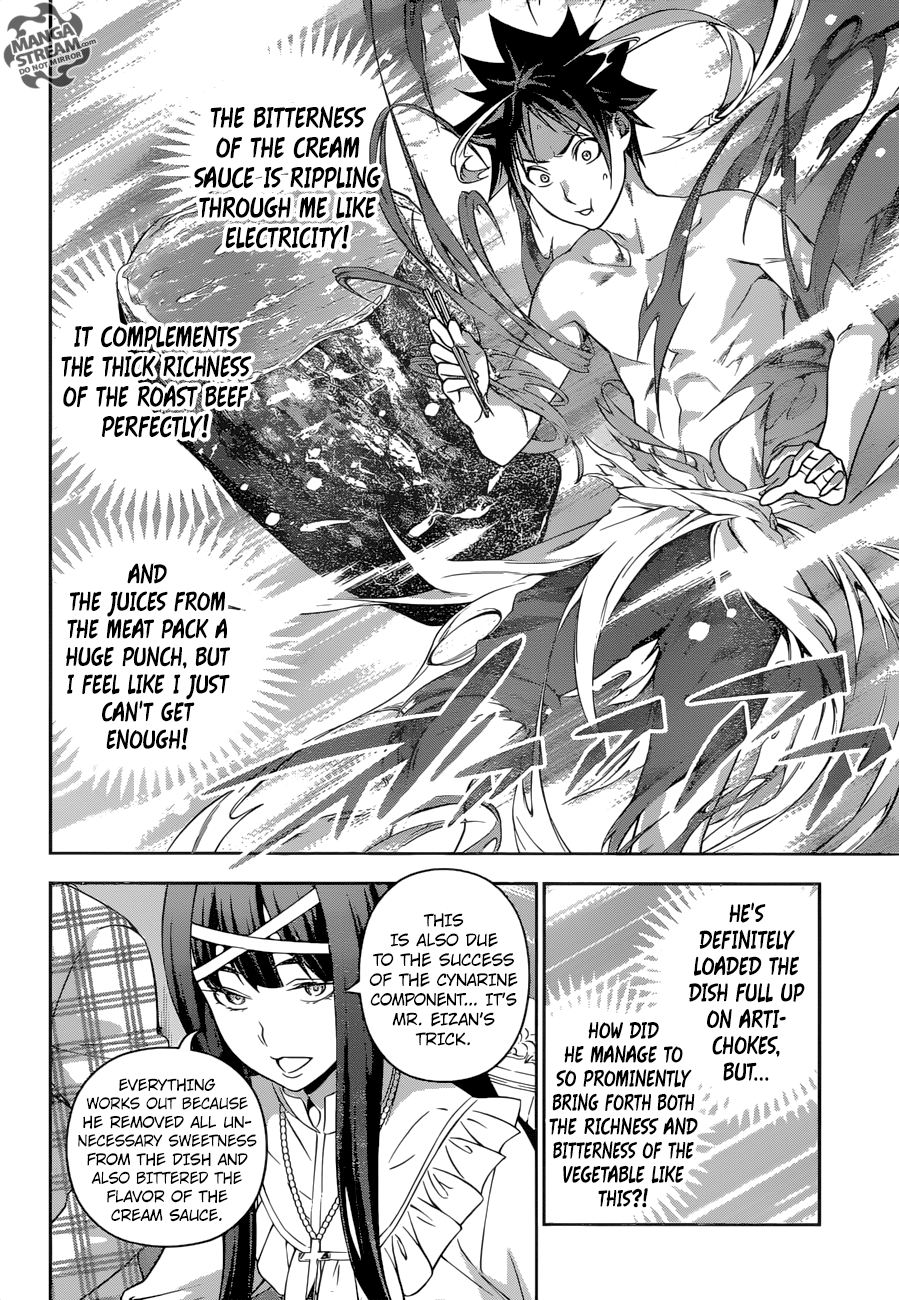 MANGA
STREAM.com
DO NOT MIRROR!
THE BITTERNESS
OF THE CREAM
SAUCE IS RIPPLING
THROUGH ME LIKE
ELECTRICITY!
IT COMPLEMENTS
THE THICK RICHNESS
OF THE ROAST BEEF
PERFECTLY!
AND
THE JUICES FROM
THE MEAT PACK A
HUGE PUNCH, BUT
I FEEL LIKE I JUST
CAN'T GET
ENOUGH!
HE'S
DEFINITELY
LOADED THE
DISH FULL UP
ON ARTI-
CHOKES,
BUT...
HOW DID
HE MANAGE TO
SO PROMINENTLY
BRING FORTH BOTH
THE RICHNESS AND
BITTERNESS OF THE
VEGETABLE LIKE
THIS?!
THIS
IS ALSO DUE
TO THE SUCCESS
OF THE CYNARINE
COMPONENT... IT'S
MR. EIZAN'S
TRICK.
EVERYTHING
WORKS OUT BECAUSE
HE REMOVED ALL UN-
NECESSARY SWEETNESS
FROM THE DISH AND
ALSO BITTERED THE
FLAVOR OF THE
CREAM SAUCE.